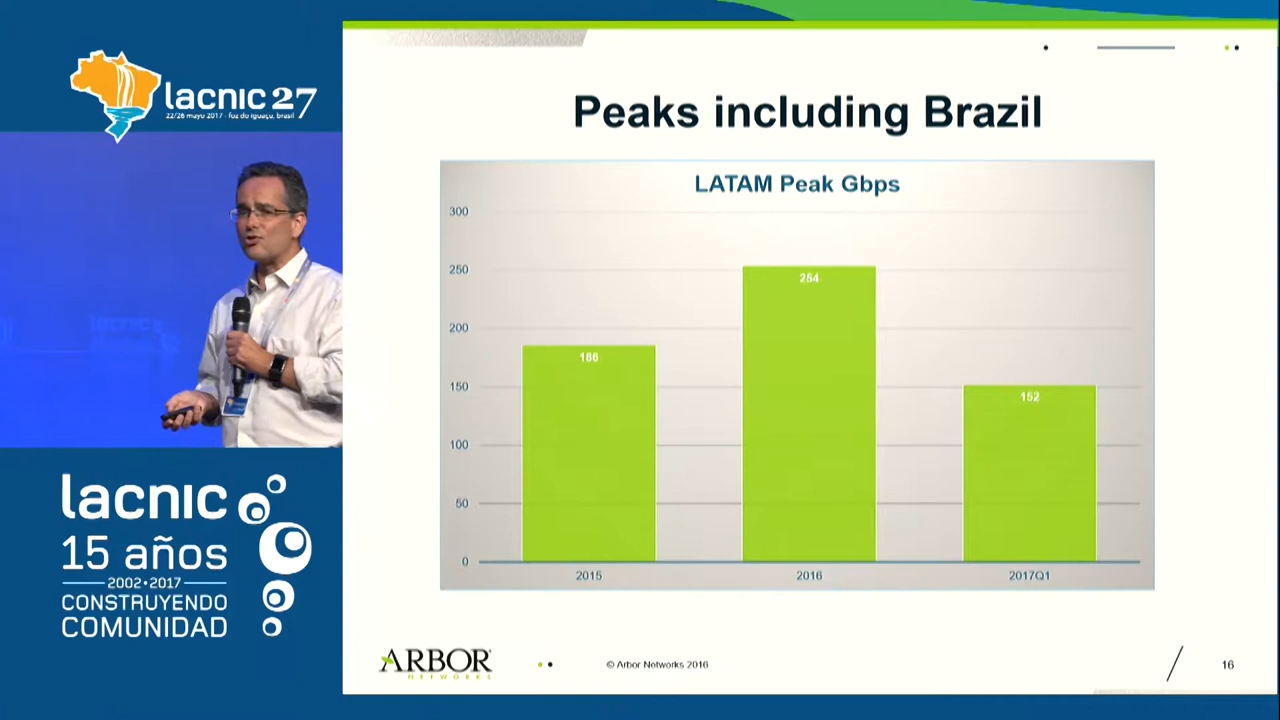 lacnic 27
22/26 mayo 2017 - foz do iguaçu, brasil
lacnic
15 años
2002•2017
CONSTRUYENDO
COMUNIDAD
Peaks including Brazil
LATAM Peak Gbps
300
250
200
150
100
50
0
186
254
152
2015
2016
2017Q1
ARBOR
NETWORKS
© Arbor Networks 2016
16